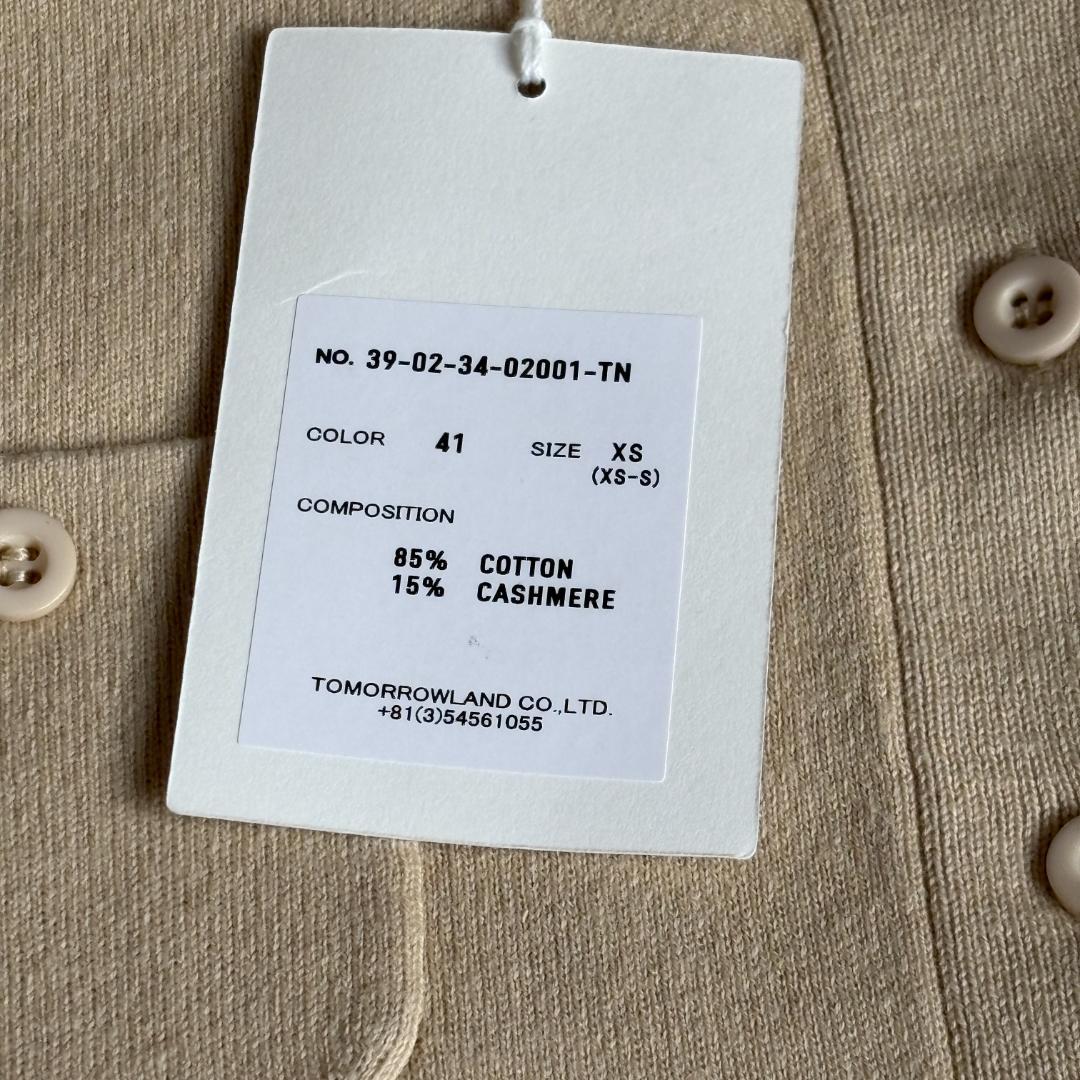 NO. 39-02-34-02001-TN
COLOR 41 SIZE XS
(XS-S)
COMPOSITION
85% COTTON
15% CASHMERE
TOMORROWLAND CO.,LTD.
+81(3)54561055